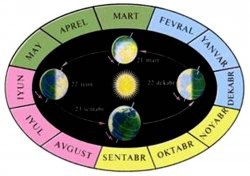 MART
FEVRAL
YANVAR
DEKABR
NOYABR
OKTABR
SENTABR
AVGUST
IYUL
IYUN
MAY
APREL
21 mart
22 iyun
22 dekabr
23 sentabr